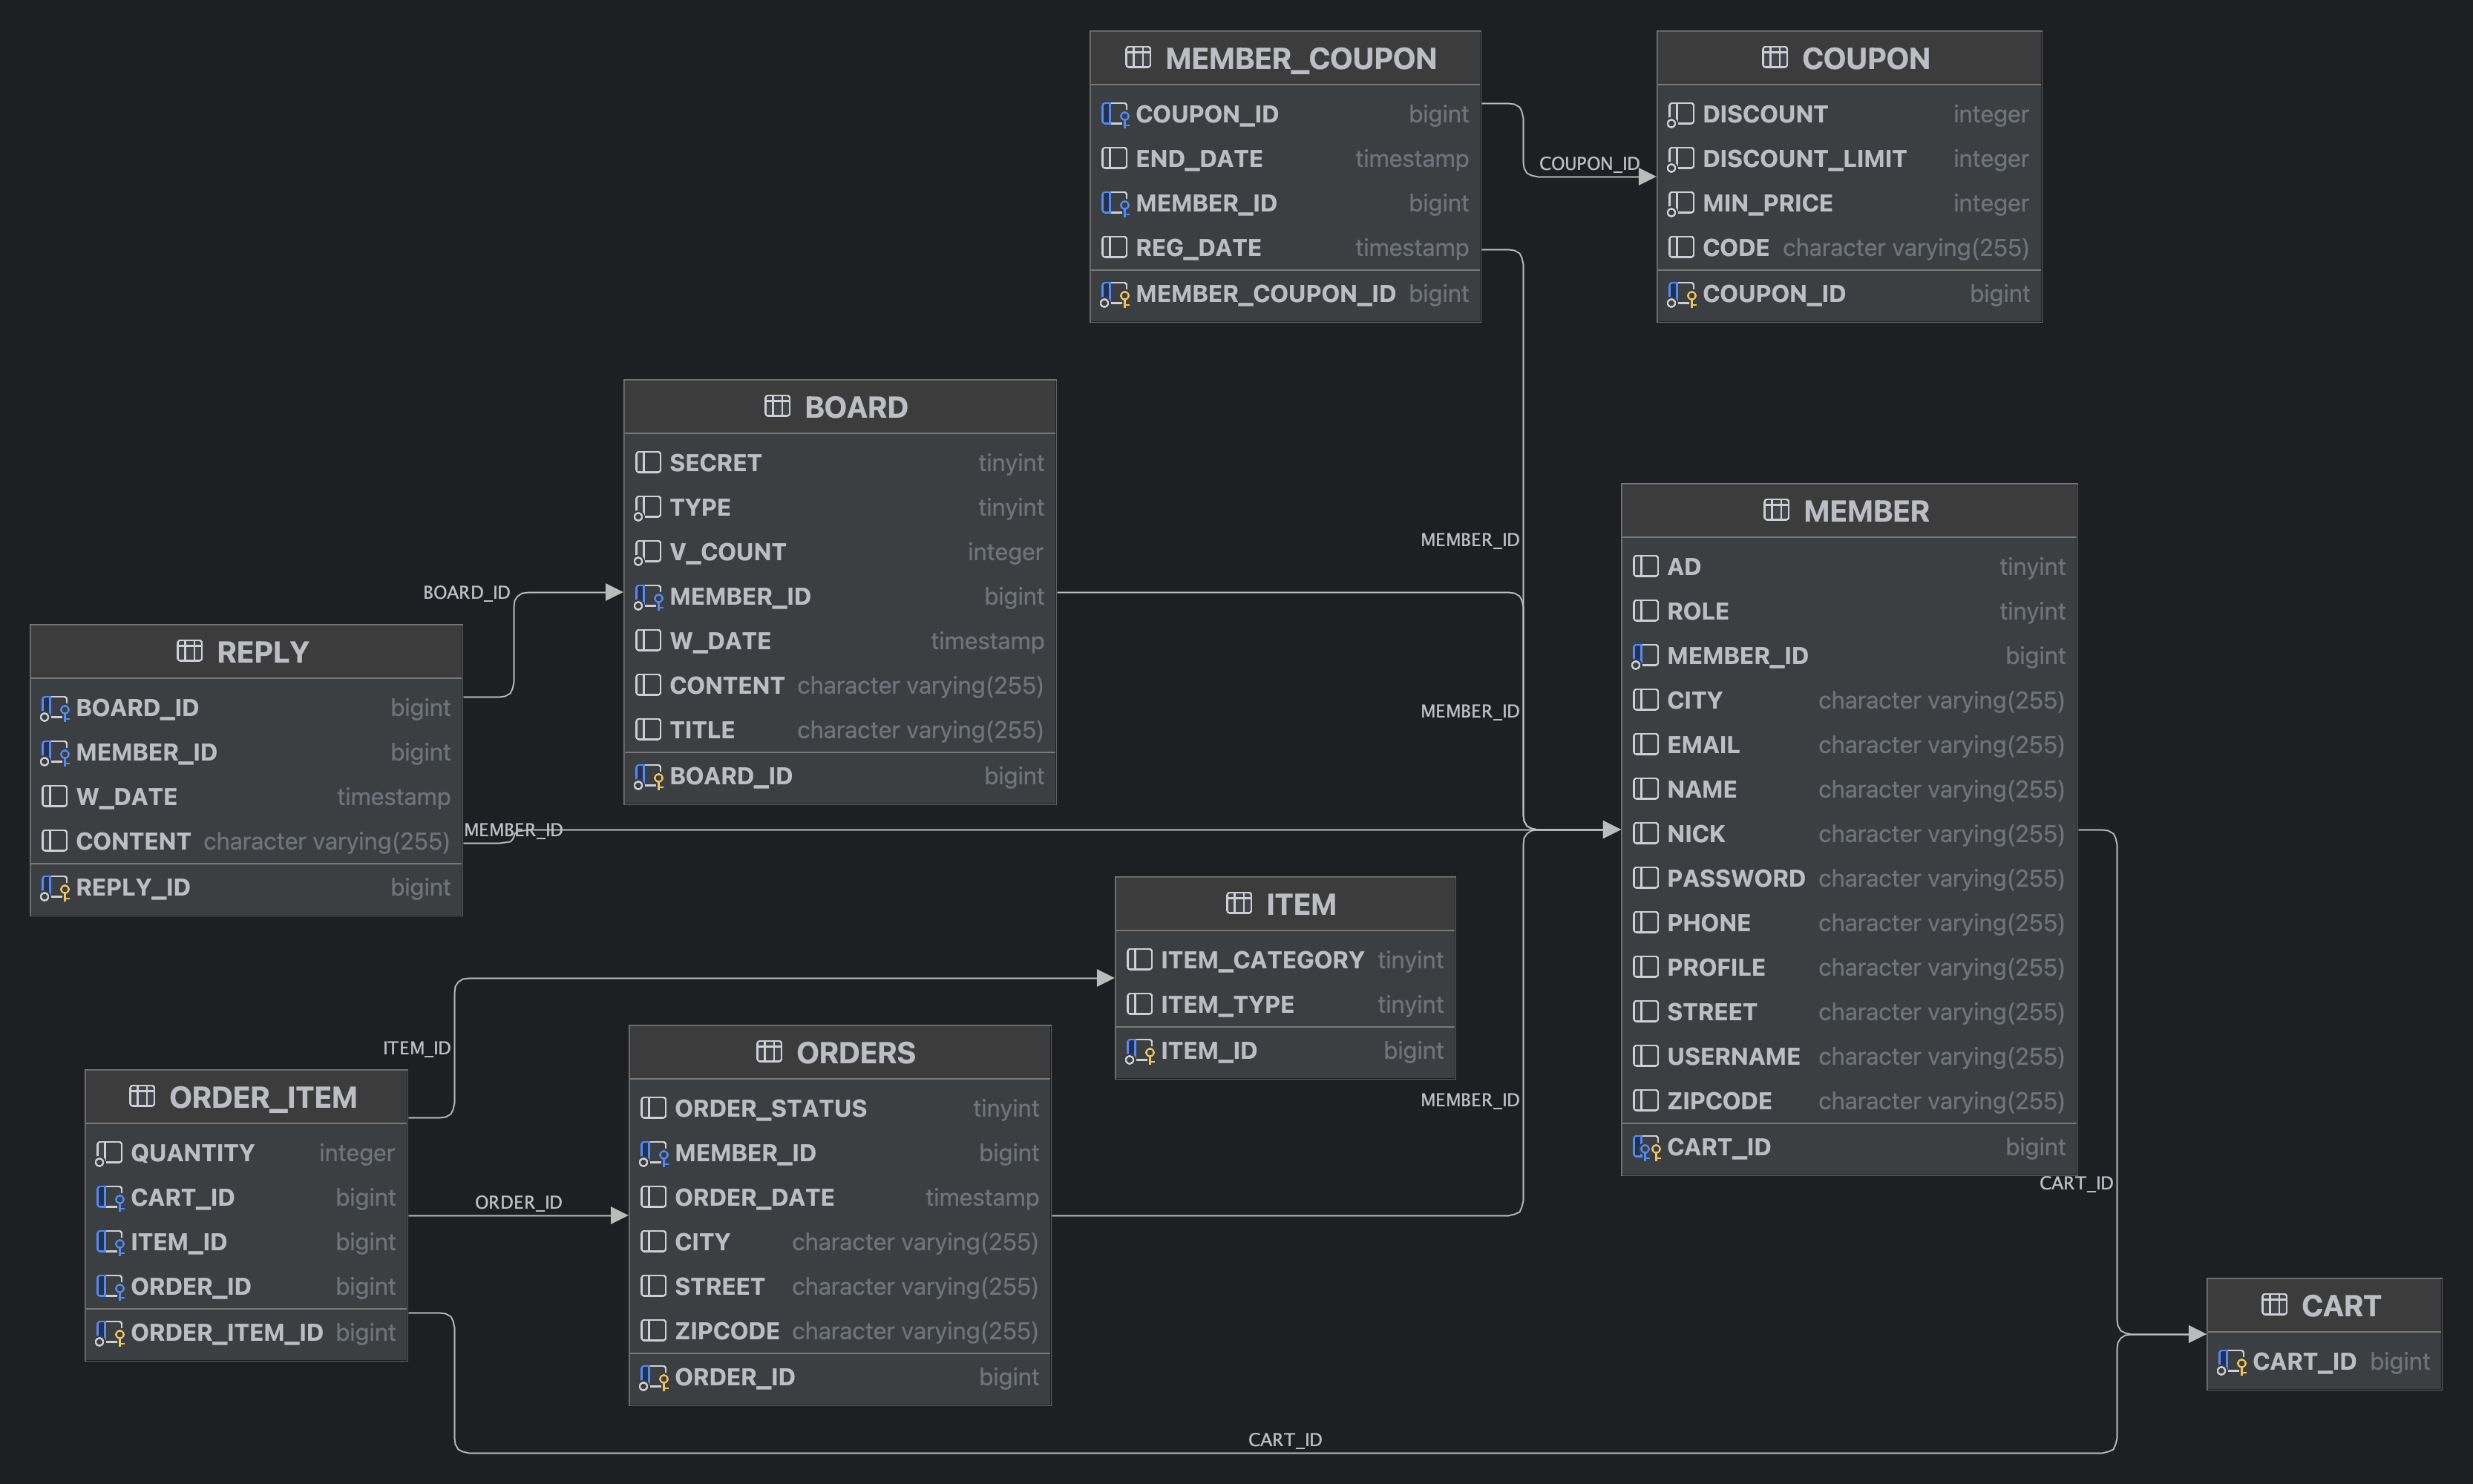 MEMBER_COUPON
COUPON_ID bigint
END_DATE timestamp
MEMBER_ID bigint
REG_DATE timestamp
MEMBER_COUPON_ID bigint
COUPON_ID
COUPON
DISCOUNT integer
DISCOUNT_LIMIT integer
MIN_PRICE integer
CODE character varying(255)
COUPON_ID bigint
BOARD
SECRET tinyint
TYPE tinyint
V_COUNT integer
MEMBER_ID bigint
W_DATE timestamp
CONTENT character varying(255)
TITLE character varying(255)
BOARD_ID bigint
MEMBER_ID
MEMBER_ID
MEMBER
AD tinyint
ROLE tinyint
MEMBER_ID bigint
CITY character varying(255)
EMAIL character varying(255)
NAME character varying(255)
NICK character varying(255)
PASSWORD character varying(255)
PHONE character varying(255)
PROFILE character varying(255)
STREET character varying(255)
USERNAME character varying(255)
ZIPCODE character varying(255)
CART_ID bigint
BOARD_ID
REPLY
BOARD_ID bigint
MEMBER_ID bigint
W_DATE timestamp
CONTENT character varying(255)
REPLY_ID bigint
MEMBER_ID
ITEM
ITEM_CATEGORY tinyint
ITEM_TYPE tinyint
ITEM_ID bigint
ITEM_ID
ORDER_ITEM
QUANTITY integer
CART_ID bigint
ITEM_ID bigint
ORDER_ID bigint
ORDER_ITEM_ID bigint
ORDER_ID
ORDERS
ORDER_STATUS tinyint
MEMBER_ID bigint
ORDER_DATE timestamp
CITY character varying(255)
STREET character varying(255)
ZIPCODE character varying(255)
ORDER_ID bigint
MEMBER_ID
CART_ID
CART
CART_ID bigint
CART_ID